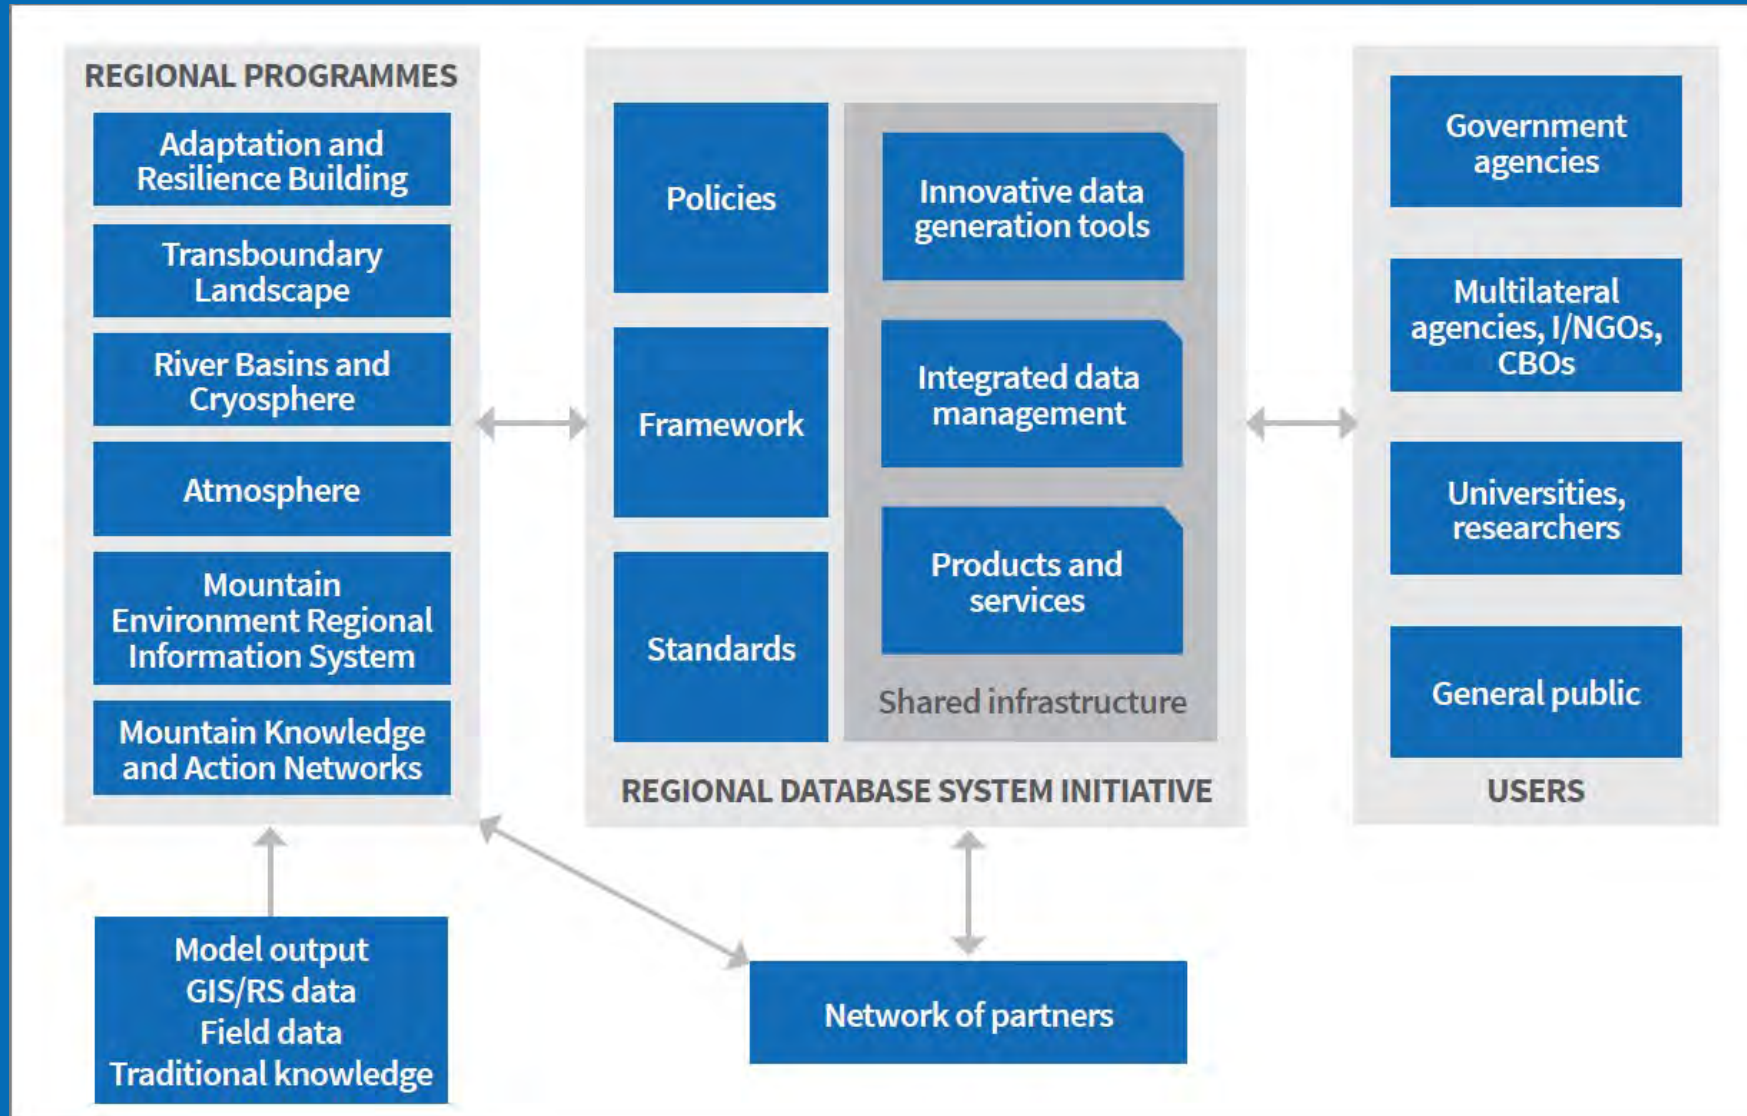 REGIONAL PROGRAMMES
Adaptation and
Resilience Building
Transboundary
Landscape
River Basins and
Cryosphere
Atmosphere
Mountain
Environment Regional
Information System
Mountain Knowledge
and Action Networks
Model output
GIS/RS data
Field data
Traditional knowledge
Policies
Framework
Standards
Innovative data
generation tools
Integrated data
management
Products and
services
Shared infrastructure
REGIONAL DATABASE SYSTEM INITIATIVE
Network of partners
Government
agencies
Multilateral
agencies, I/NGOs,
CBOs
Universities,
researchers
General public
USERS